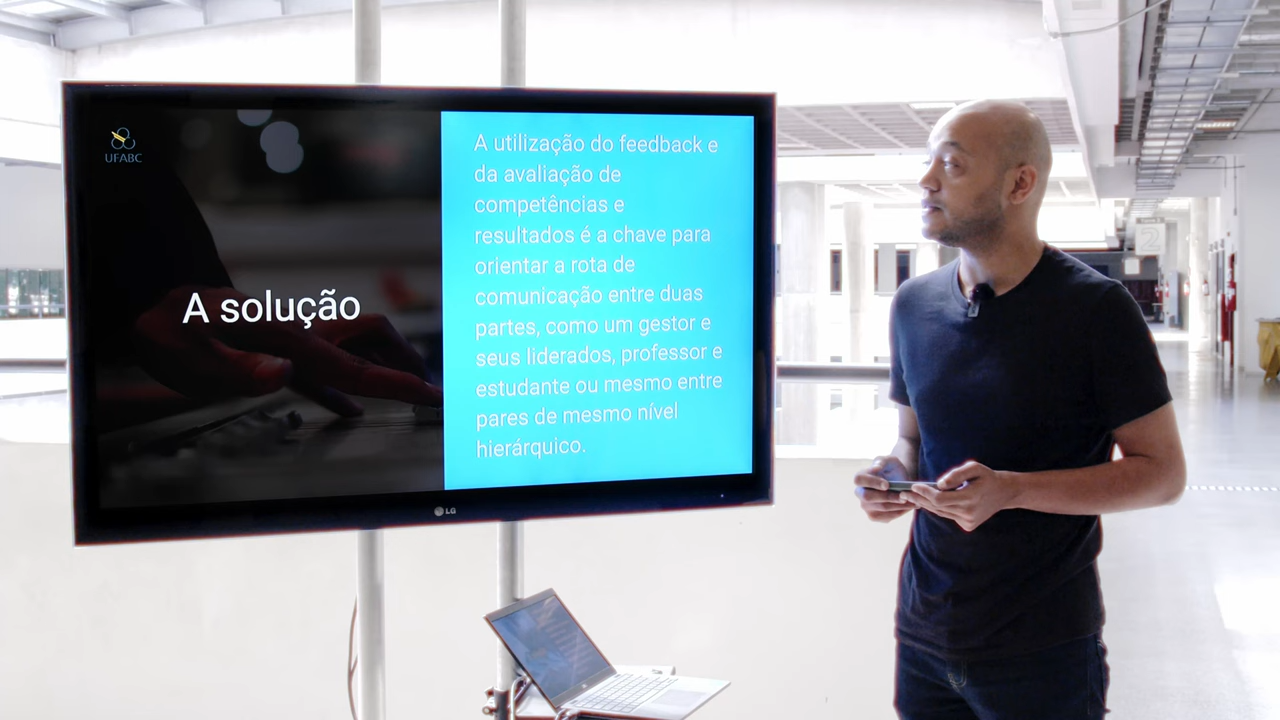 UFABC
A solução
A utilização do feedback e
da avaliação de
competências e
resultados é a chave para
orientar a rota de
comunicação entre duas
partes, como um gestor e
seus liderados, professor e
estudante ou mesmo entre
pares de mesmo nível
hierárquico.
LG
2